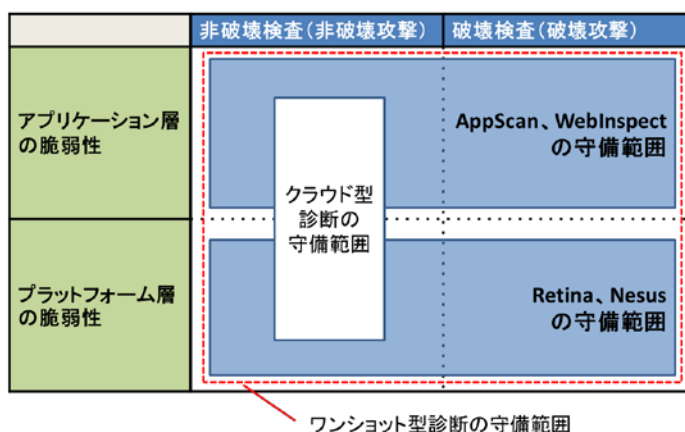 非破壊検査(非破壊攻撃)
破壊検査(破壊攻撃)
アプリケーション層
の脆弱性
AppScan、WebInspect
の守備範囲
クラウド型
診断の
守備範囲
プラットフォーム層
の脆弱性
Retina、Nesus
の守備範囲
ワンショット型診断の守備範囲